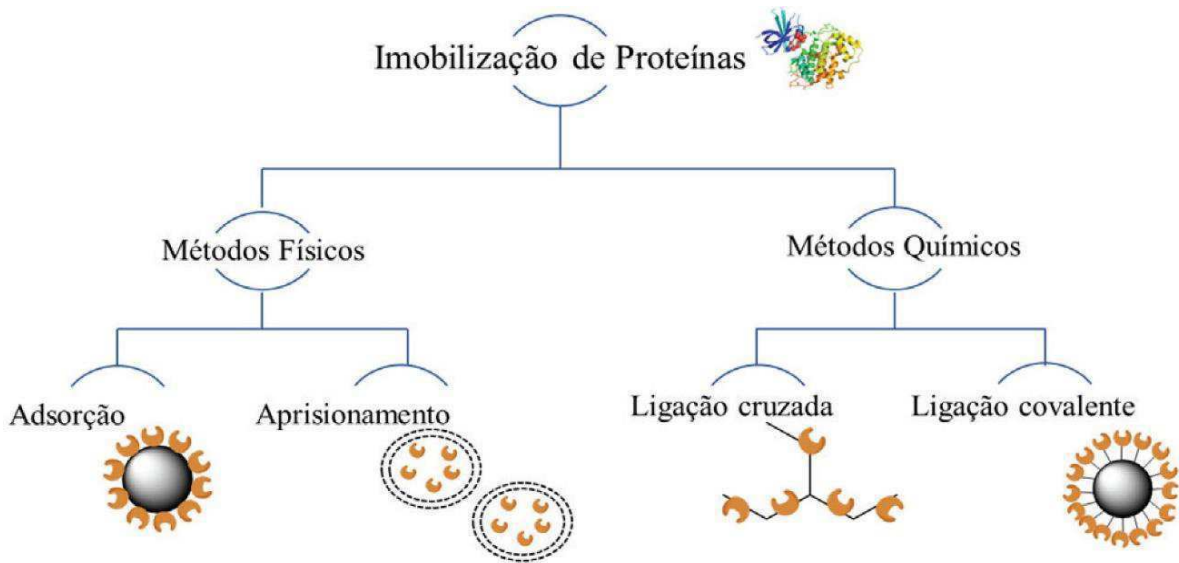 Imobilização de Proteínas
Métodos Físicos
Métodos Químicos
Adsorção
Aprisionamento
Ligação cruzada
Ligação covalente